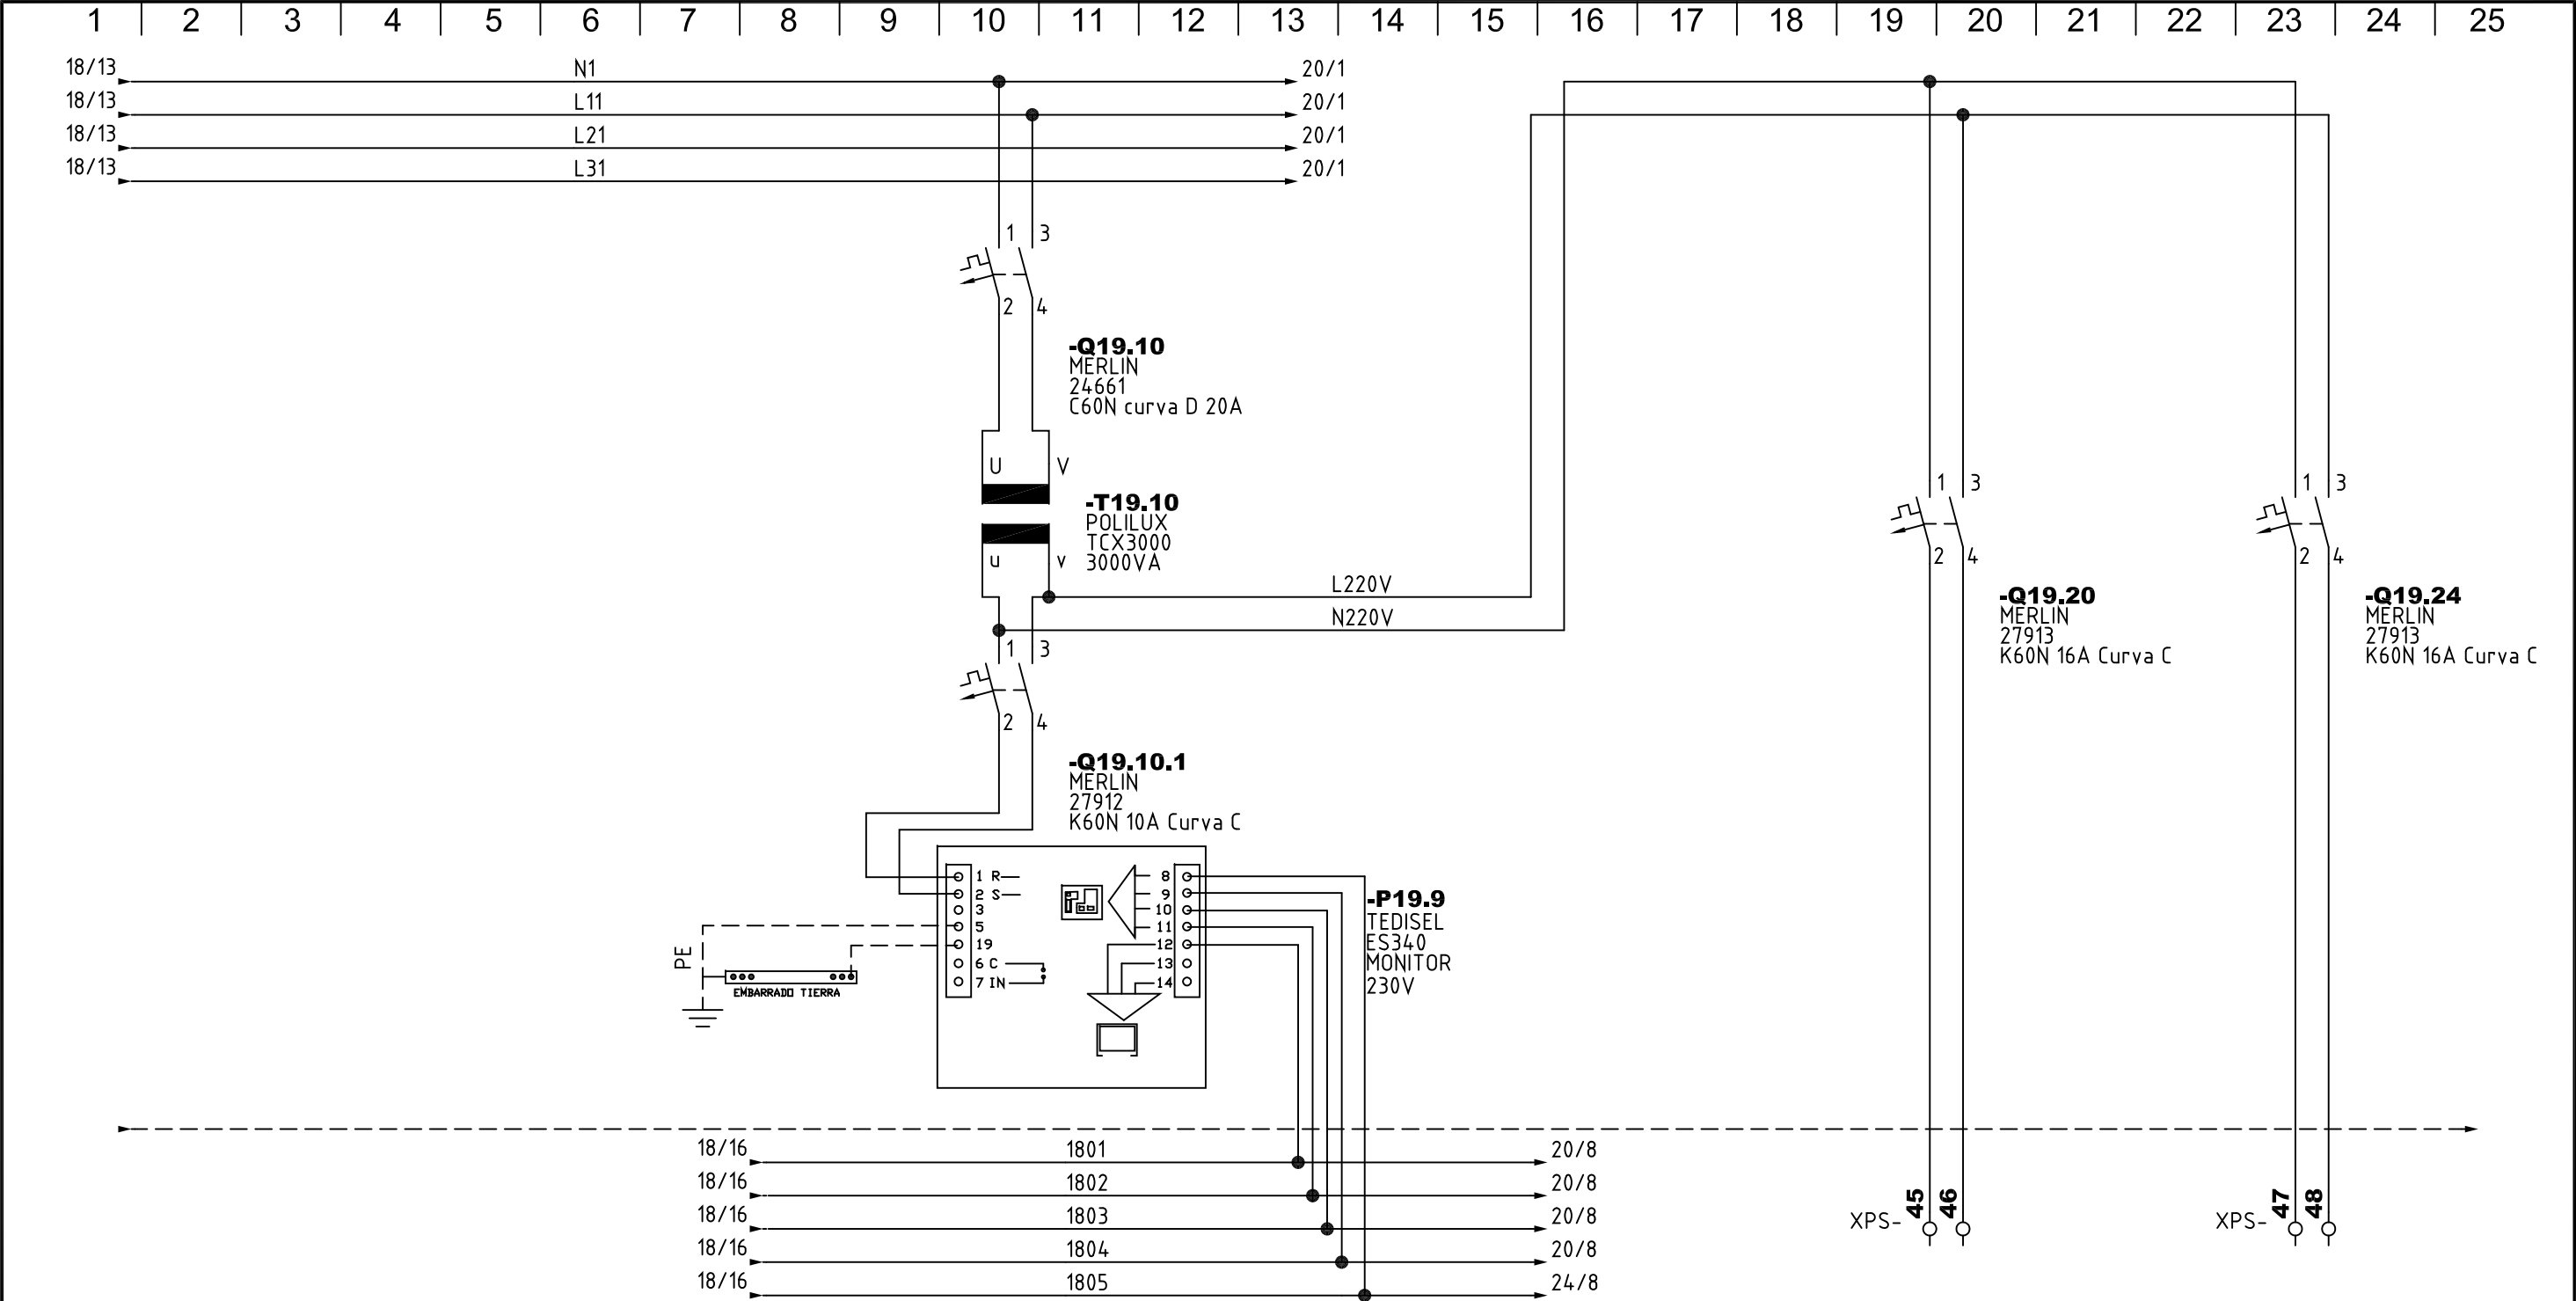 1 2 3 4 5 6 7 8 9 10 11 12 13 14 15 16 17 18 19 20 21 22 23 24 25
18/13 N1 20/1
18/13 L11 20/1
18/13 L21 20/1
18/13 L31 20/1
1 3
2 4
-Q19.10
MERLIN
24661
C60N curva D 20A
U V
-T19.10
POLILUX
TCX3000
3000VA
u v
L220V
N220V
1 3
2 4
-Q19.10.1
MERLIN
27912
K60N 10A Curva C
1 3
2 4
-Q19.20
MERLIN
27913
K60N 16A Curva C
1 3
2 4
-Q19.24
MERLIN
27913
K60N 16A Curva C
1 R
2 S
3
5
19
6 C
7 IN
8
9
10
11
12
13
14
-P19.9
TEDISEL
ES340
MONITOR
230V
PE
EMBARRADO TIERRA
18/16 1801 20/8
18/16 1802 20/8
18/16 1803 20/8
18/16 1804 20/8
18/16 1805 24/8
XPS- 45 46
XPS- 47 48